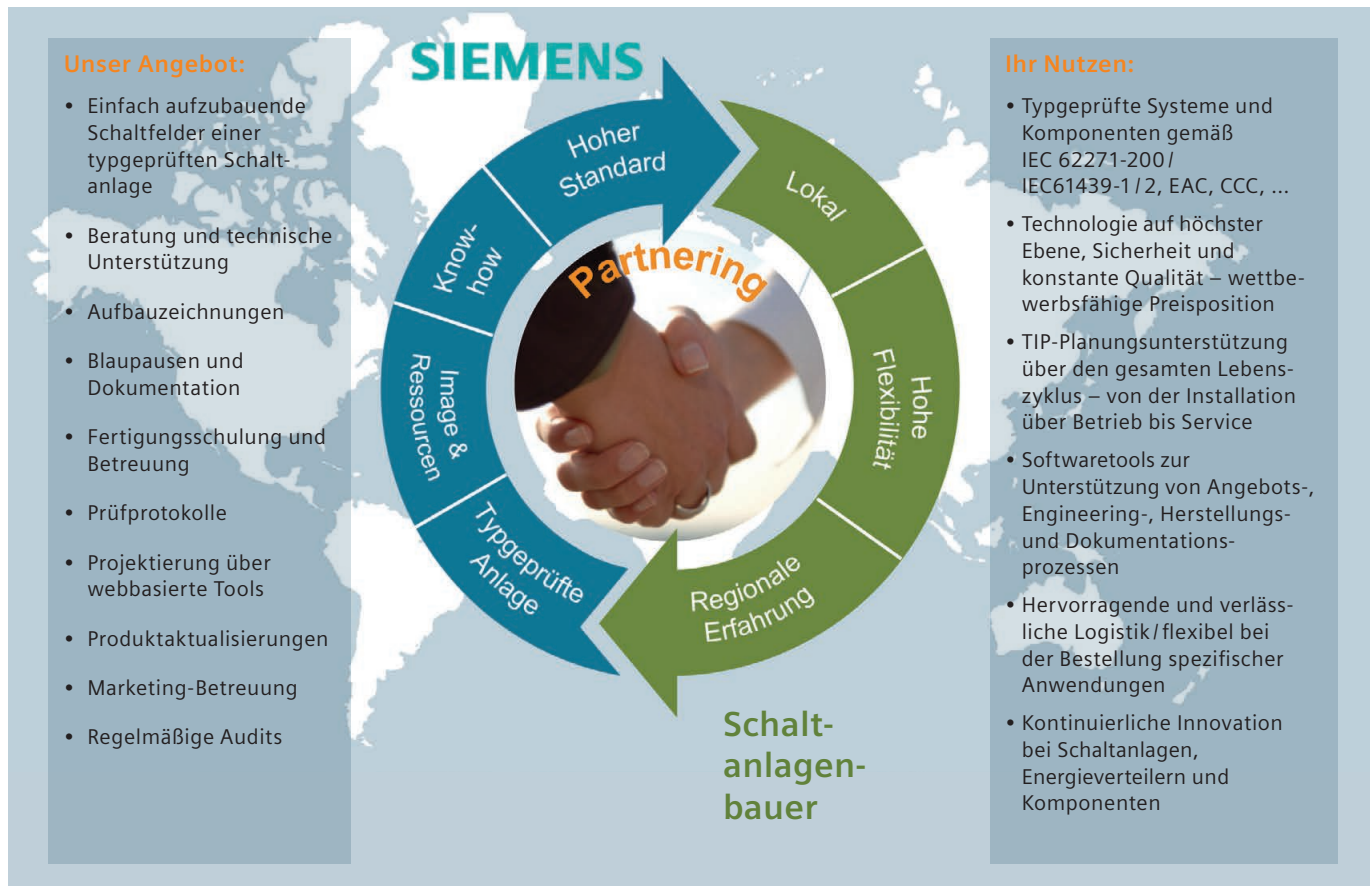 Unser Angebot:
• Einfach aufzubauende
Schaltfelder einer
typgeprüften Schalt-
anlage
• Beratung und technische
Unterstützung
• Aufbauzeichnungen
• Blaupausen und
Dokumentation
• Fertigungsschulung und
Betreuung
• Prüfprotokolle
• Projektierung über
webbasierte Tools
• Produktaktualisierungen
• Marketing-Betreuung
• Regelmäßige Audits
SIEMENS
Hoher
Standard
Know-
how
Image &
Ressourcen
Typgeprüfte
Anlage
Partnering
Lokal
Hohe
Flexibilität
Regionale
Erfahrung
Schalt-
anlagen-
bauer
Ihr Nutzen:
• Typgeprüfte Systeme und
Komponenten gemäß
IEC 62271-200/
IEC61439-1/2, EAC, CCC, ...
• Technologie auf höchster
Ebene, Sicherheit und
konstante Qualität – wettbe-
werbsfähige Preisposition
• TIP-Planungsunterstützung
über den gesamten Lebens-
zyklus – von der Installation
über Betrieb bis Service
• Softwaretools zur
Unterstützung von Angebots-,
Engineering-, Herstellungs-
und Dokumentations-
prozessen
• Hervorragende und verläss-
liche Logistik/flexibel bei
der Bestellung spezifischer
Anwendungen
• Kontinuierliche Innovation
bei Schaltanlagen,
Energieverteilern und
Komponenten